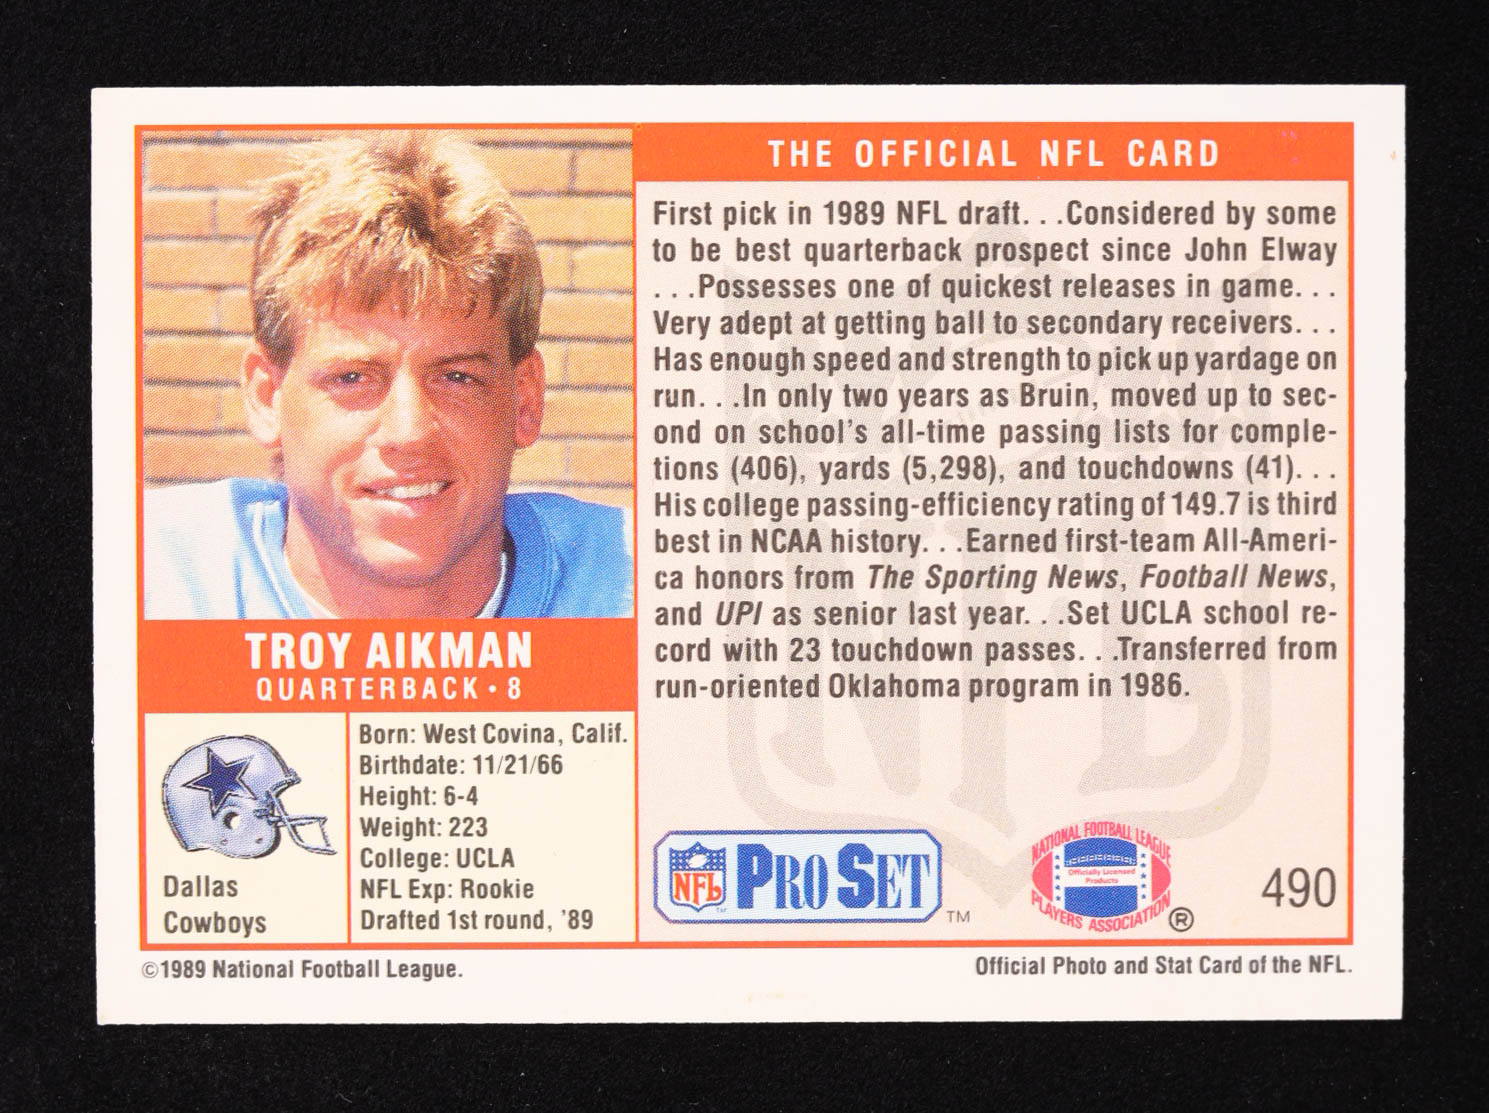 THE OFFICIAL NFL CARD
First pick in 1989 NFL draft. . .Considered by some
to be best quarterback prospect since John Elway
. . .Possesses one of quickest releases in game. . .
Very adept at getting ball to secondary receivers. . .
Has enough speed and strength to pick up yardage on
run. . .In only two years as Bruin, moved up to sec-
ond on school's all-time passing lists for comple-
tions (406), yards (5,298), and touchdowns (41). . .
His college passing-efficiency rating of 149.7 is third
best in NCAA history. . .Earned first-team All-Ameri-
ca honors from The Sporting News, Football News,
and UPI as senior last year. . .Set UCLA school re-
cord with 23 touchdown passes. . .Transferred from
run-oriented Oklahoma program in 1986.
NFL
TROY AIKMAN
QUARTERBACK • 8
Born: West Covina, Calif.
Birthdate: 11/21/66
Height: 6-4
Weight: 223
College: UCLA
NFL Exp: Rookie
Drafted 1st round, '89
Dallas
Cowboys
NFL PRO SET TM
NATIONAL FOOTBALL LEAGUE
Officially Licensed
Products
PLAYERS ASSOCIATION ®
490
©1989 National Football League.
Official Photo and Stat Card of the NFL.